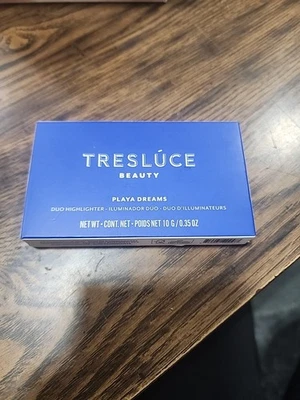 TRESLÚCE
BEAUTY
PLAYA DREAMS
DUO HIGHLIGHTER - ILUMINADOR DUO - DUO D'ILLUMINATEURS
NET WT - CONT. NET - POIDS NET 10 G / 0.35 OZ